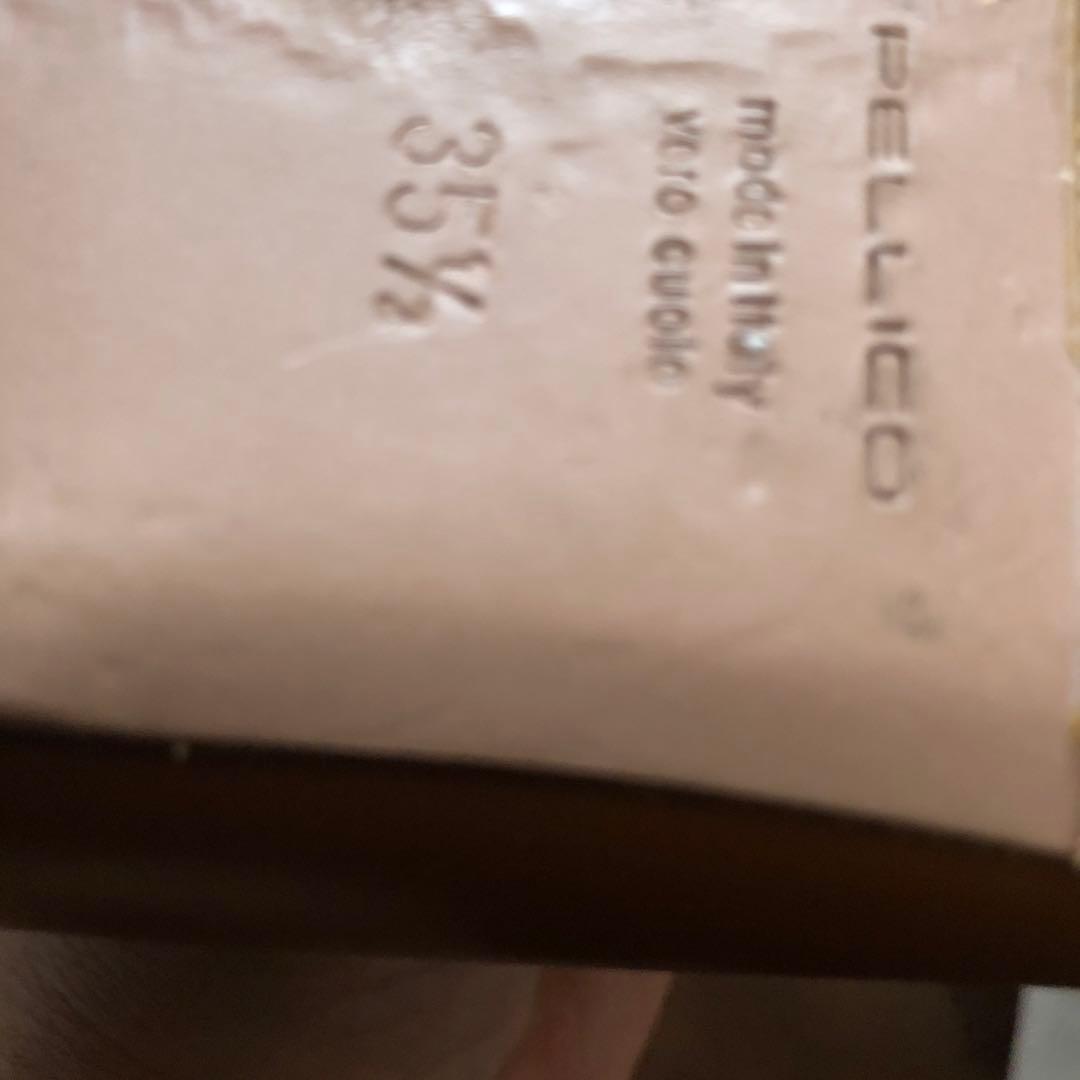 PELLICO
made in Italy
vero cuoio
35½